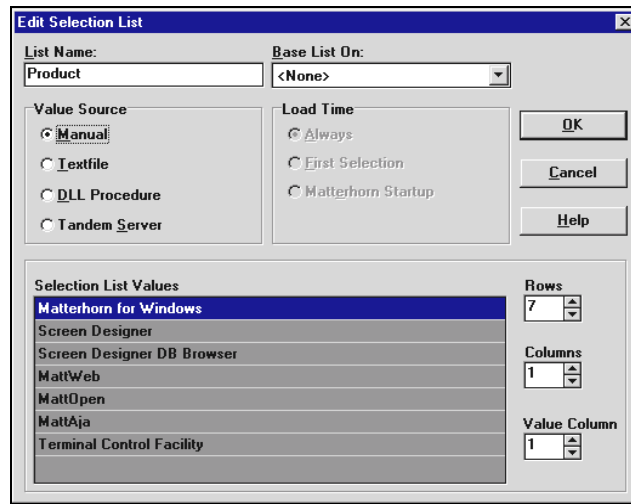 Edit Selection List
List Name:
Base List On:
Product
<None>
Value Source
Manual
Textfile
DLL Procedure
Tandem Server
Load Time
Always
First Selection
Matterhorn Startup
OK
Cancel
Help
Selection List Values
Matterhorn for Windows
Screen Designer
Screen Designer DB Browser
MattWeb
MattOpen
MattAja
Terminal Control Facility
Rows
7
Columns
1
Value Column
1